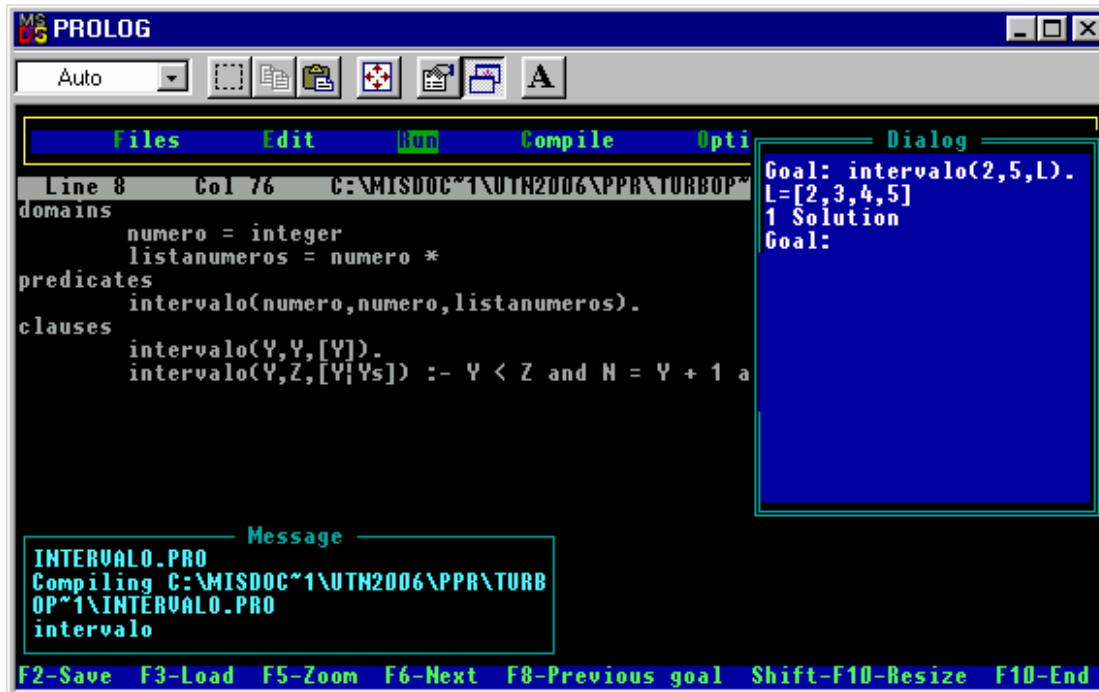 MS DOS PROLOG
Auto
A
Files Edit Run Compile Opti
Line 8 Col 76 C:\MISDOC~1\UTN2006\PPR\TURBOP~
domains
numero = integer
listanumeros = numero *
predicates
intervalo(numero,numero,listanumeros).
clauses
intervalo(Y,Y,[Y]).
intervalo(Y,Z,[Y|Ys]) :- Y < Z and N = Y + 1 a
Dialog
Goal: intervalo(2,5,L).
L=[2,3,4,5]
1 Solution
Goal:
Message
INTERVALO.PRO
Compiling C:\MISDOC~1\UTN2006\PPR\TURB
OP~1\INTERVALO.PRO
intervalo
F2-Save F3-Load F5-Zoom F6-Next F8-Previous goal Shift-F10-Resize F10-End